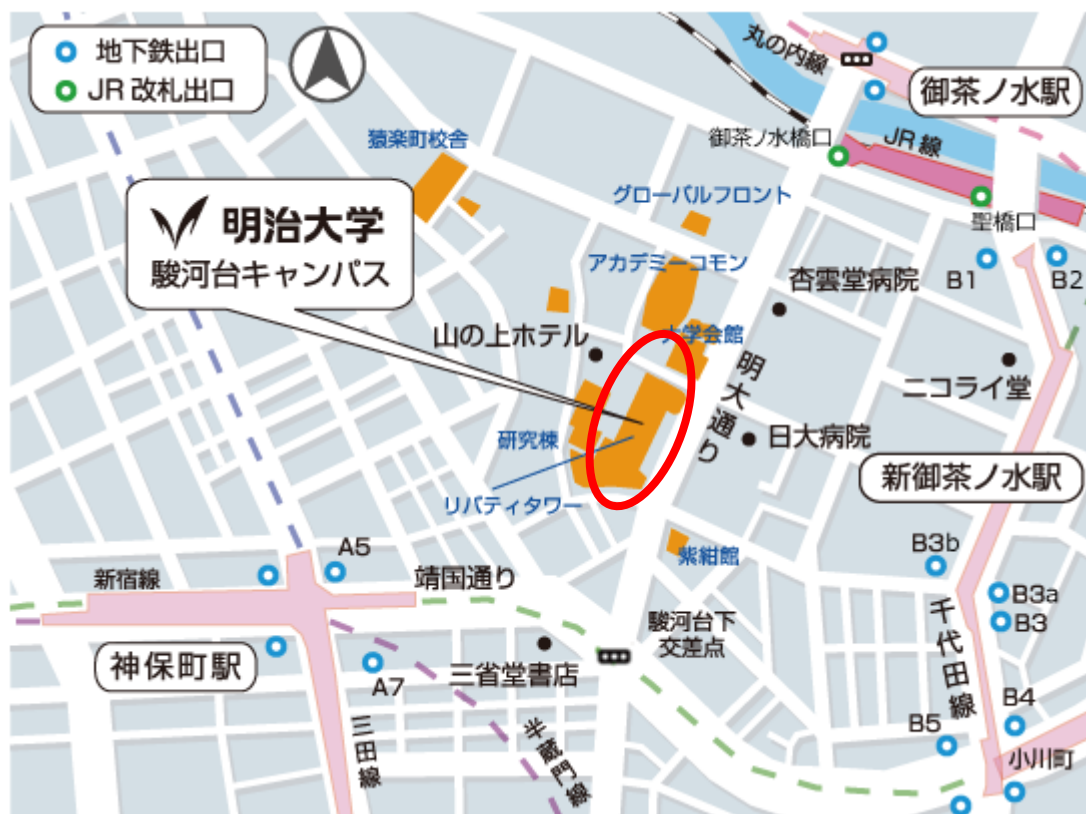 地下鉄出口
JR 改札出口
丸の内線
御茶ノ水駅
JR 線
御茶ノ水橋口
聖橋口
猿楽町校舎
グローバルフロント
明治大学
駿河台キャンパス
アカデミーコモン
杏雲堂病院
B1
B2
山の上ホテル
大学会館
明大通り
ニコライ堂
研究棟
日大病院
リバティタワー
新御茶ノ水駅
紫紺館
B3b
A5
新宿線
靖国通り
B3a
B3
駿河台下
交差点
千代田線
神保町駅
A7
三省堂書店
三田線
半蔵門線
B4
B5
小川町